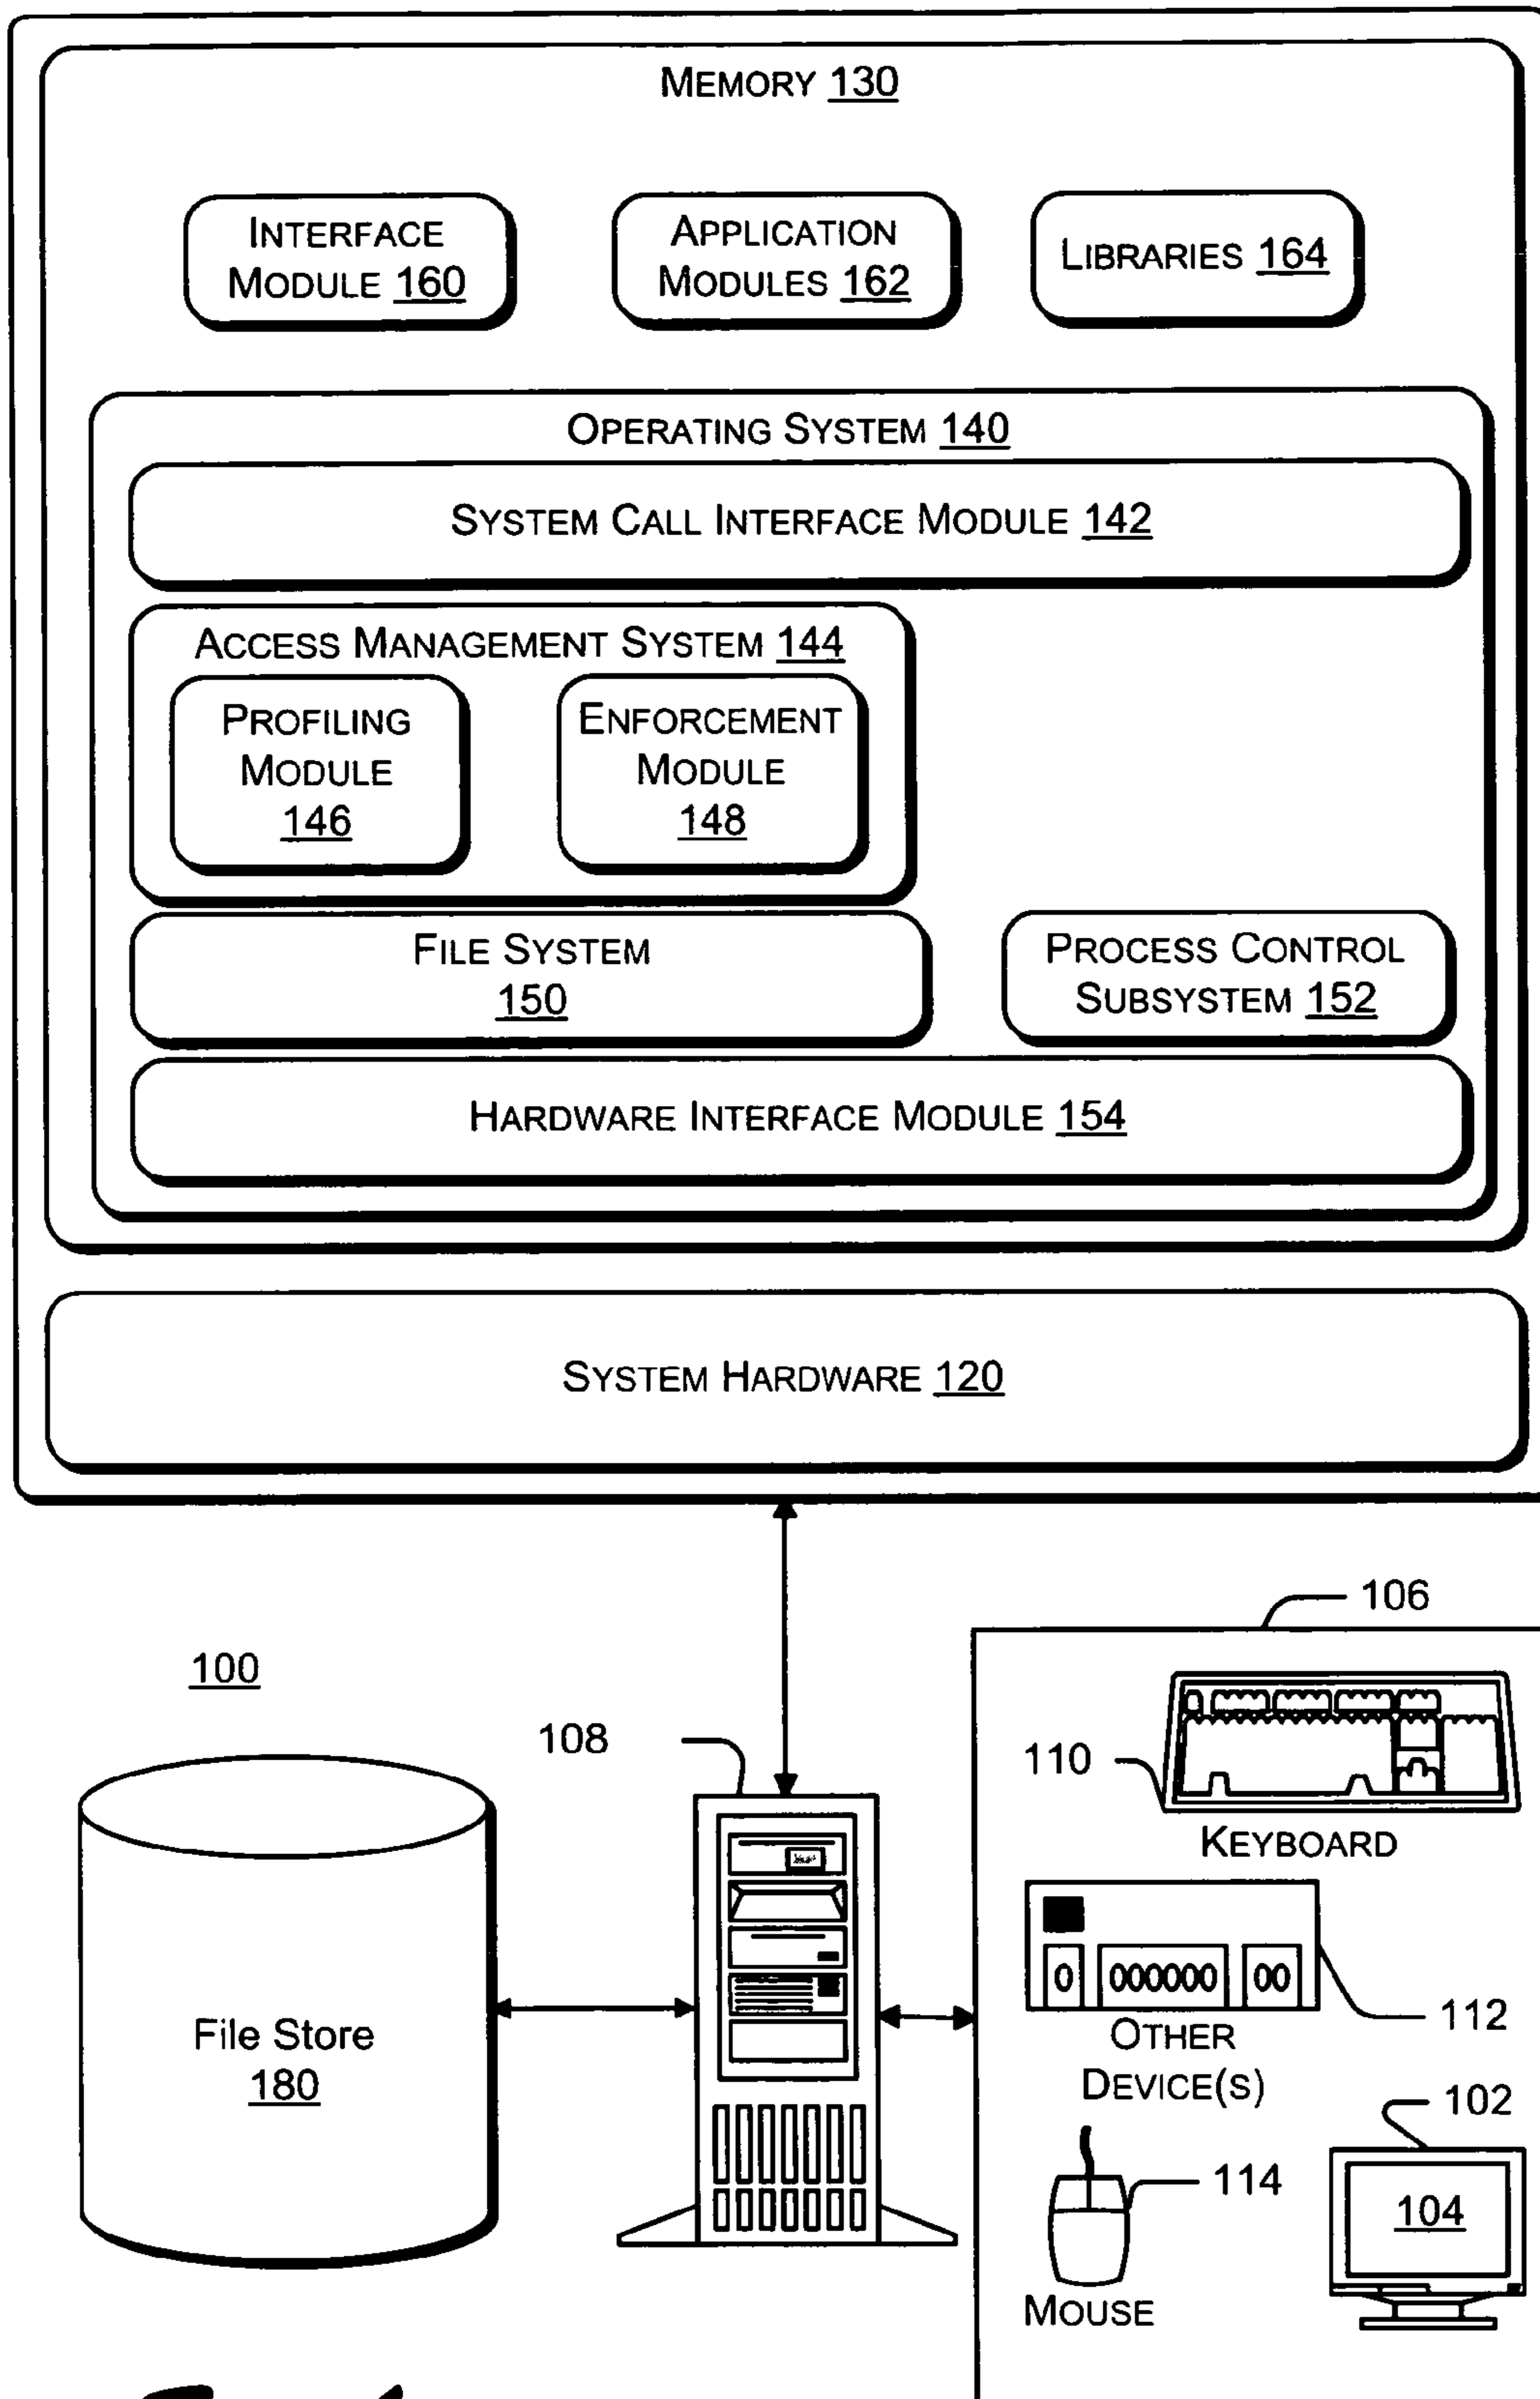 MEMORY 130
INTERFACE
MODULE 160
APPLICATION
MODULES 162
LIBRARIES 164
OPERATING SYSTEM 140
SYSTEM CALL INTERFACE MODULE 142
ACCESS MANAGEMENT SYSTEM 144
PROFILING
MODULE
146
ENFORCEMENT
MODULE
148
FILE SYSTEM
150
PROCESS CONTROL
SUBSYSTEM 152
HARDWARE INTERFACE MODULE 154
SYSTEM HARDWARE 120
106
100
108
110
KEYBOARD
File Store
180
112
OTHER
DEVICE(S)
102
114
104
MOUSE